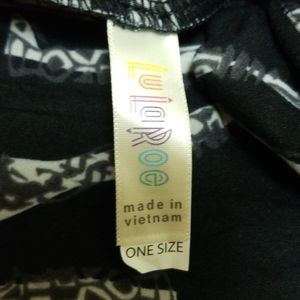 LuLaRoe
made in
vietnam
ONE SIZE